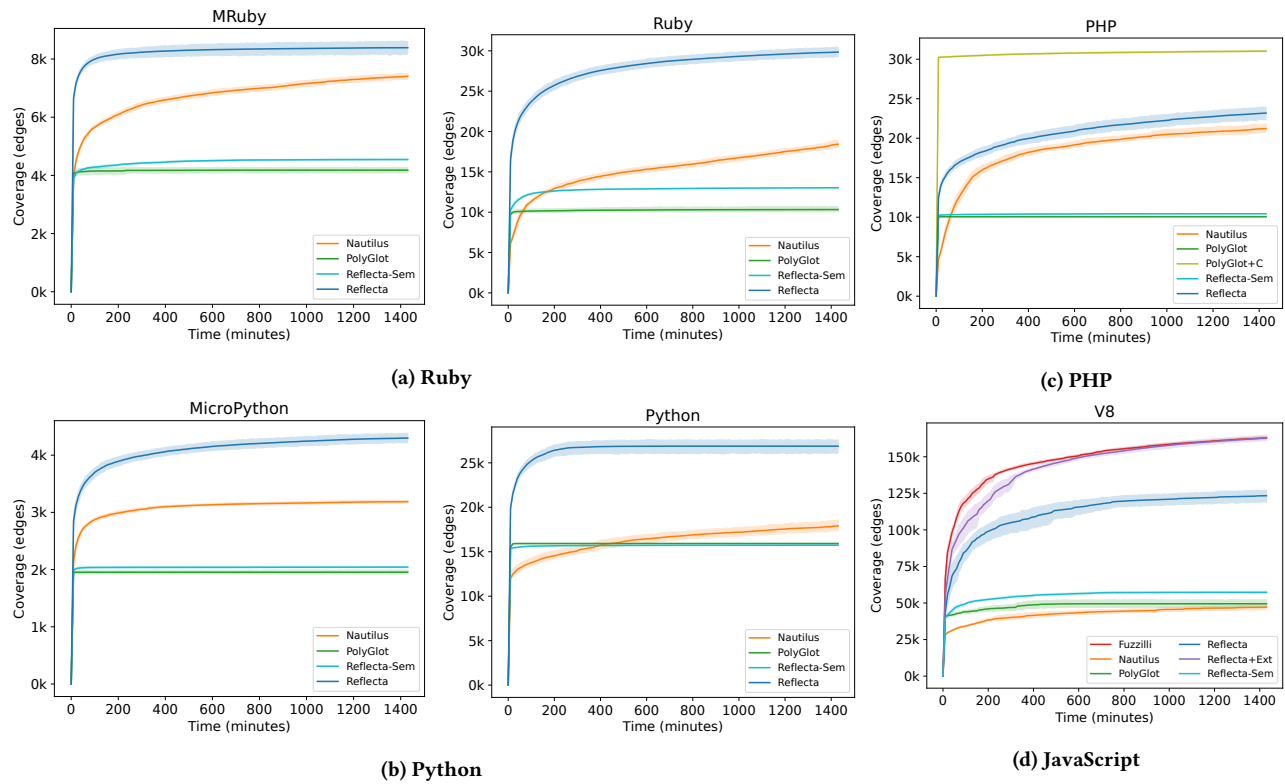 MRuby
Coverage (edges)
8k
6k
4k
2k
0k
Nautilus
PolyGlot
Reflecta-Sem
Reflecta
0 200 400 600 800 1000 1200 1400
Time (minutes)
Ruby
Coverage (edges)
30k
25k
20k
15k
10k
5k
0k
Nautilus
PolyGlot
Reflecta-Sem
Reflecta
0 200 400 600 800 1000 1200 1400
Time (minutes)
(a) Ruby
PHP
Coverage (edges)
30k
25k
20k
15k
10k
5k
0k
Nautilus
PolyGlot
PolyGlot+C
Reflecta-Sem
Reflecta
0 200 400 600 800 1000 1200 1400
Time (minutes)
(c) PHP
MicroPython
Coverage (edges)
4k
3k
2k
1k
0k
Nautilus
PolyGlot
Reflecta-Sem
Reflecta
0 200 400 600 800 1000 1200 1400
Time (minutes)
Python
Coverage (edges)
25k
20k
15k
10k
5k
0k
Nautilus
PolyGlot
Reflecta-Sem
Reflecta
0 200 400 600 800 1000 1200 1400
Time (minutes)
(b) Python
V8
Coverage (edges)
150k
125k
100k
75k
50k
25k
0k
Fuzzilli
Nautilus
PolyGlot
Reflecta
Reflecta+Ext
Reflecta-Sem
0 200 400 600 800 1000 1200 1400
Time (minutes)
(d) JavaScript